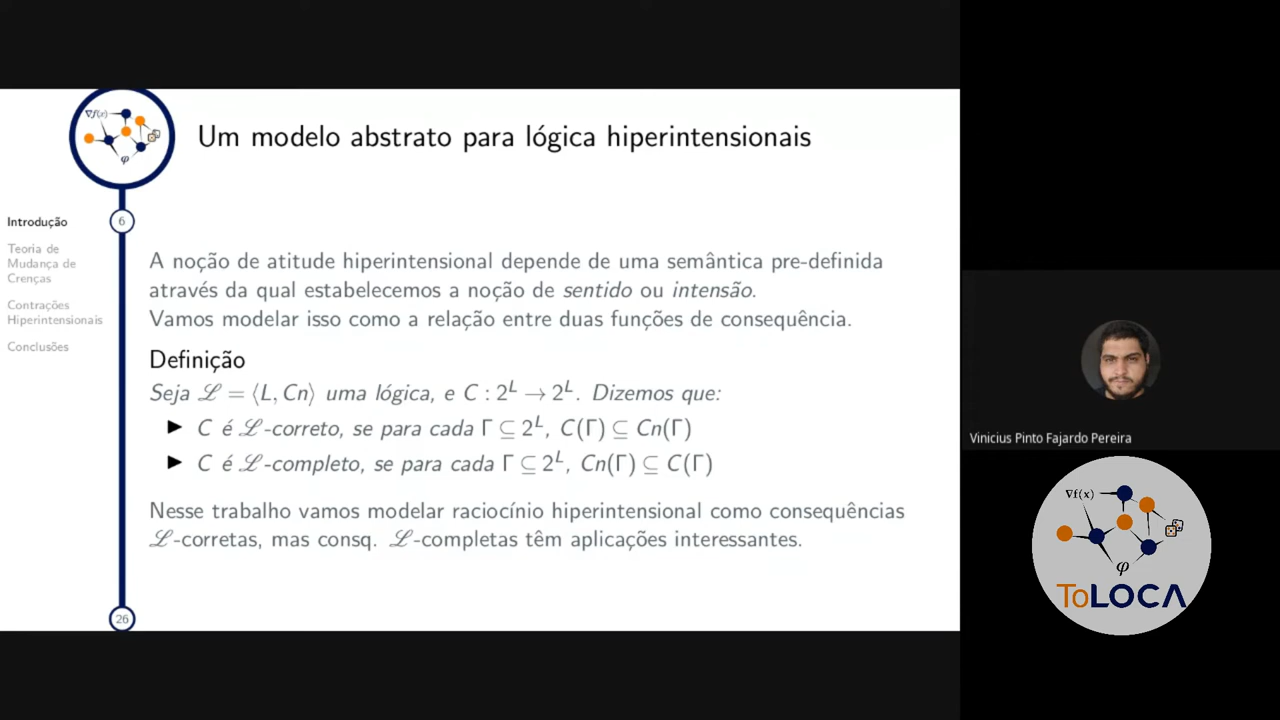 ∇f(x)
φ
Um modelo abstrato para lógica hiperintensionais
Introdução
6
Teoria de
Mudança de
Crenças
Contrações
Hiperintensionais
Conclusões
26
A noção de atitude hiperintensional depende de uma semântica pre-definida
através da qual estabelecemos a noção de sentido ou intensão.
Vamos modelar isso como a relação entre duas funções de consequência.
Definição
Seja ℒ = ⟨L, Cn⟩ uma lógica, e C : 2^L → 2^L. Dizemos que:
▶ C é ℒ-correto, se para cada Γ ⊆ 2^L, C(Γ) ⊆ Cn(Γ)
▶ C é ℒ-completo, se para cada Γ ⊆ 2^L, Cn(Γ) ⊆ C(Γ)
Nesse trabalho vamos modelar raciocínio hiperintensional como consequências
ℒ-corretas, mas consq. ℒ-completas têm aplicações interessantes.
Vinicius Pinto Fajardo Pereira
∇f(x)
φ
ToLOCA